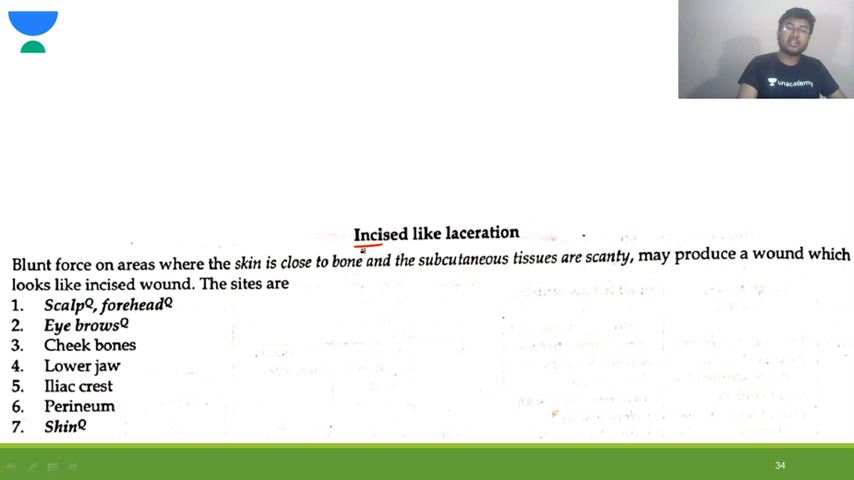 unacademy
Incised like laceration
Blunt force on areas where the skin is close to bone and the subcutaneous tissues are scanty, may produce a wound which
looks like incised wound. The sites are
1. ScalpQ, foreheadQ
2. Eye browsQ
3. Cheek bones
4. Lower jaw
5. Iliac crest
6. Perineum
7. ShinQ
34